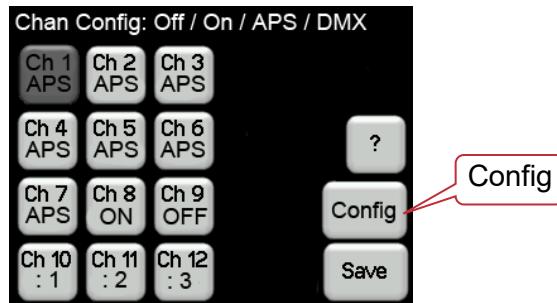 Chan Config: Off / On / APS / DMX
Ch 1 Ch 2 Ch 3
APS APS APS
Ch 4 Ch 5 Ch 6
APS APS APS
?
Ch 7 Ch 8 Ch 9
APS ON OFF
Config
Config
Ch 10 Ch 11 Ch 12
: 1 : 2 : 3
Save